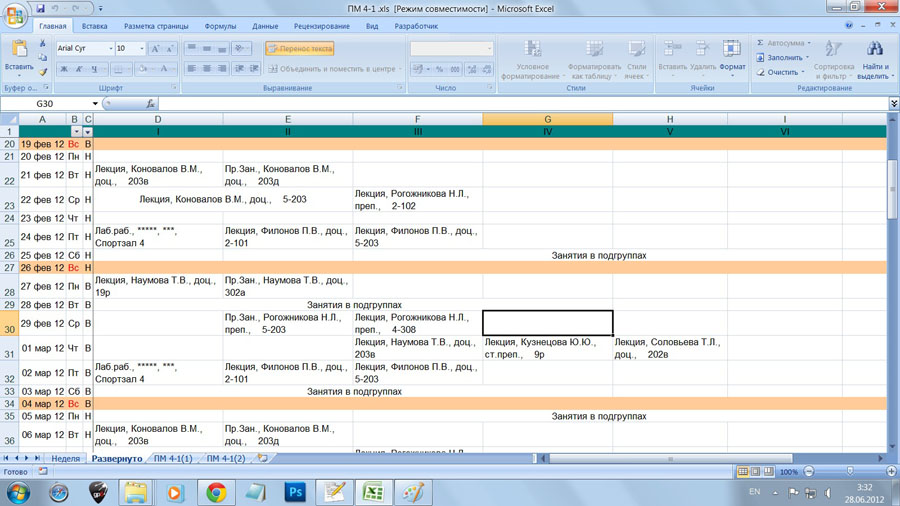 ПМ 4-1 .xls [Режим совместимости] - Microsoft Excel
Главная Вставка Разметка страницы Формулы Данные Рецензирование Вид Разработчик
Arial Cyr 10 Перенос текста Σ Автосумма
Вставить Ж К Ч Объединить и поместить в центре % 000 Условное форматирование Форматировать как таблицу Стили ячеек Вставить Удалить Формат Заполнить Очистить Сортировка и фильтр Найти и выделить
Буфер о... Шрифт Выравнивание Число Стили Ячейки Редактирование
G30 fx
A B C D E F G H I
1 I II III IV V VI
20 19 фев 12 Вс В
21 20 фев 12 Пн Н
22 21 фев 12 Вт Н Лекция, Коновалов В.М., доц., 203в Пр.Зан., Коновалов В.М., доц., 203д
23 22 фев 12 Ср Н Лекция, Коновалов В.М., доц., 5-203 Лекция, Рогожникова Н.Л., преп., 2-102
24 23 фев 12 Чт Н
25 24 фев 12 Пт Н Лаб.раб., *****, ***, Спортзал 4 Лекция, Филонов П.В., доц., 2-101 Лекция, Филонов П.В., доц., 5-203
26 25 фев 12 Сб Н Занятия в подгруппах
27 26 фев 12 Вс Н
28 27 фев 12 Пн В Лекция, Наумова Т.В., доц., 19р Пр.Зан., Наумова Т.В., доц., 302а
29 28 фев 12 Вт В Занятия в подгруппах
30 29 фев 12 Ср В Пр.Зан., Рогожникова Н.Л., преп., 5-203 Лекция, Рогожникова Н.Л., преп., 4-308
31 01 мар 12 Чт В Лекция, Наумова Т.В., доц., 203в Лекция, Кузнецова Ю.Ю., ст.преп., 9р Лекция, Соловьева Т.Л., доц., 202в
32 02 мар 12 Пт В Лаб.раб., *****, ***, Спортзал 4 Лекция, Филонов П.В., доц., 2-101 Лекция, Филонов П.В., доц., 5-203
33 03 мар 12 Сб В Занятия в подгруппах
34 04 мар 12 Вс В
35 05 мар 12 Пн Н Занятия в подгруппах
36 06 мар 12 Вт Н Лекция, Коновалов В.М., доц., 203в Пр.Зан., Коновалов В.М., доц., 203д
Неделя Развернуто ПМ 4-1(1) ПМ 4-1(2)
Готово 100%
EN 3:32
28.06.2012